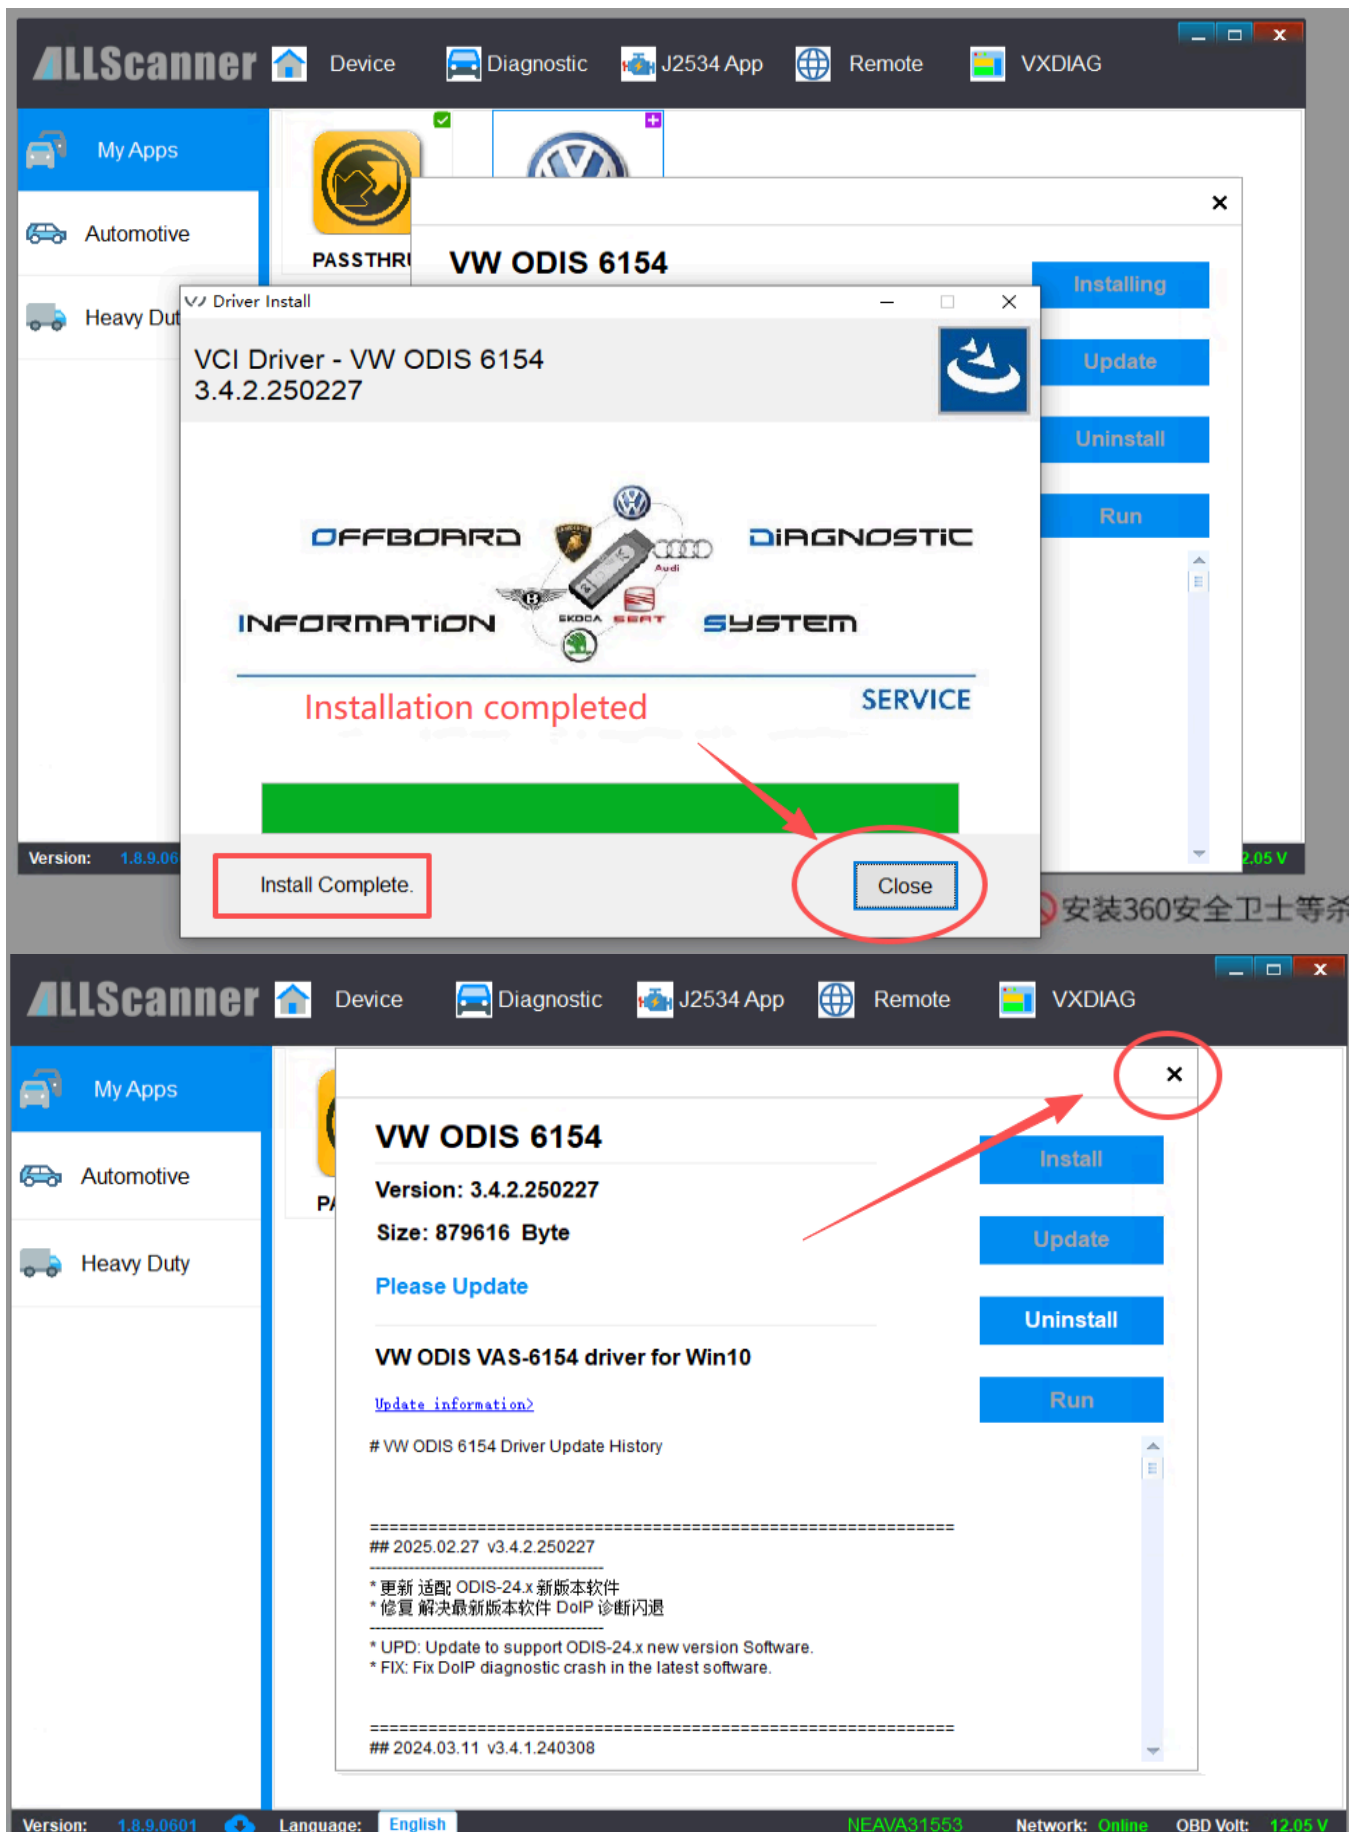 ALLScanner Device Diagnostic J2534 App Remote VXDIAG
My Apps
Automotive
PASSTHRU
VW ODIS 6154
Installing
Driver Install
Heavy Dut
VCI Driver - VW ODIS 6154
3.4.2.250227
Update
Uninstall
Run
OFFBOARD DIAGNOSTIC
Audi
INFORMATION SYSTEM
SKODA SEAT
SERVICE
Installation completed
Version: 1.8.9.06
2.05 V
Install Complete.
Close
安装360安全卫士等杀
ALLScanner Device Diagnostic J2534 App Remote VXDIAG
My Apps
Automotive
Heavy Duty
PA
VW ODIS 6154
Version: 3.4.2.250227
Size: 879616 Byte
Please Update
Install
Update
Uninstall
Run
VW ODIS VAS-6154 driver for Win10
Update information>
# VW ODIS 6154 Driver Update History
============================================================
## 2025.02.27 v3.4.2.250227
------------------------------------------------
* 更新 适配 ODIS-24.x 新版本软件
* 修复 解决最新版本软件 DoIP 诊断闪退
------------------------------------------------
* UPD: Update to support ODIS-24.x new version Software.
* FIX: Fix DoIP diagnostic crash in the latest software.
============================================================
## 2024.03.11 v3.4.1.240308
Version: 1.8.9.0601 Language: English NEAVA31553 Network: Online OBD Volt: 12.05 V